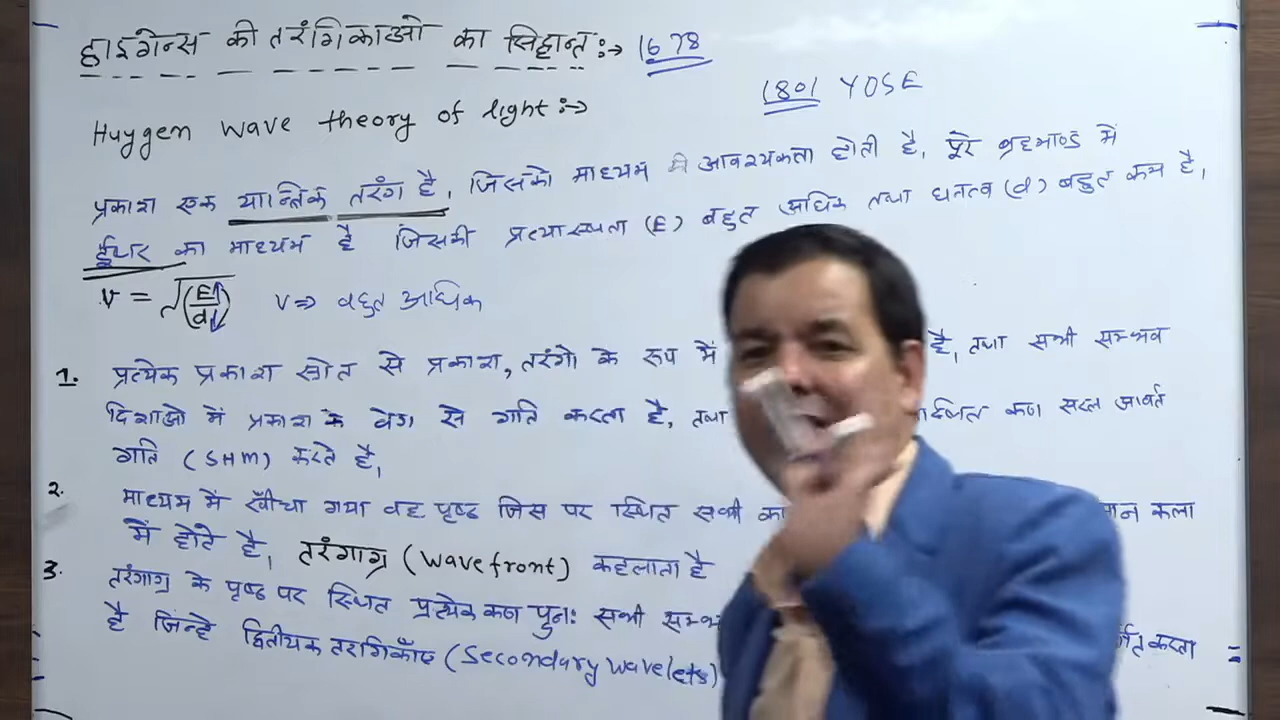 हाइगेन्स की तरंगिकाओ का सिद्दान्त :→ 1678
1801 YOSE
Huygen wave theory of light :→
प्रकाश एक यान्त्रिक तरंग है, जिसको माध्यम की आवश्यकता होती है, पूरे ब्रहमाण्ड में
ईथर का माध्यम है जिसकी प्रत्यास्थता (E) बहुत अधिक तथा घनत्व (d) बहुत कम है,
v = √(E↑/d↓) v ⇒ बहुत अधिक
1. प्रत्येक प्रकाश स्रोत से प्रकाश, तरंगो के रूप में है, तथा सभी सम्भव
दिशाओ में प्रकाश के वेग से गति करता है, तथा कण सरल आवर्त
गति (SHM) करते है,
2. माध्यम में खींचा गया वह पृष्ठ जिस पर स्थित सभी कला
में होते है, तरंगाग्र (Wavefront) कहलाता है
3. तरंगाग्र के पृष्ठ पर स्थित प्रत्येक कण पुनः सभी
है जिन्हे द्वितीयक तरंगिकाँए (Secondary wavelets)